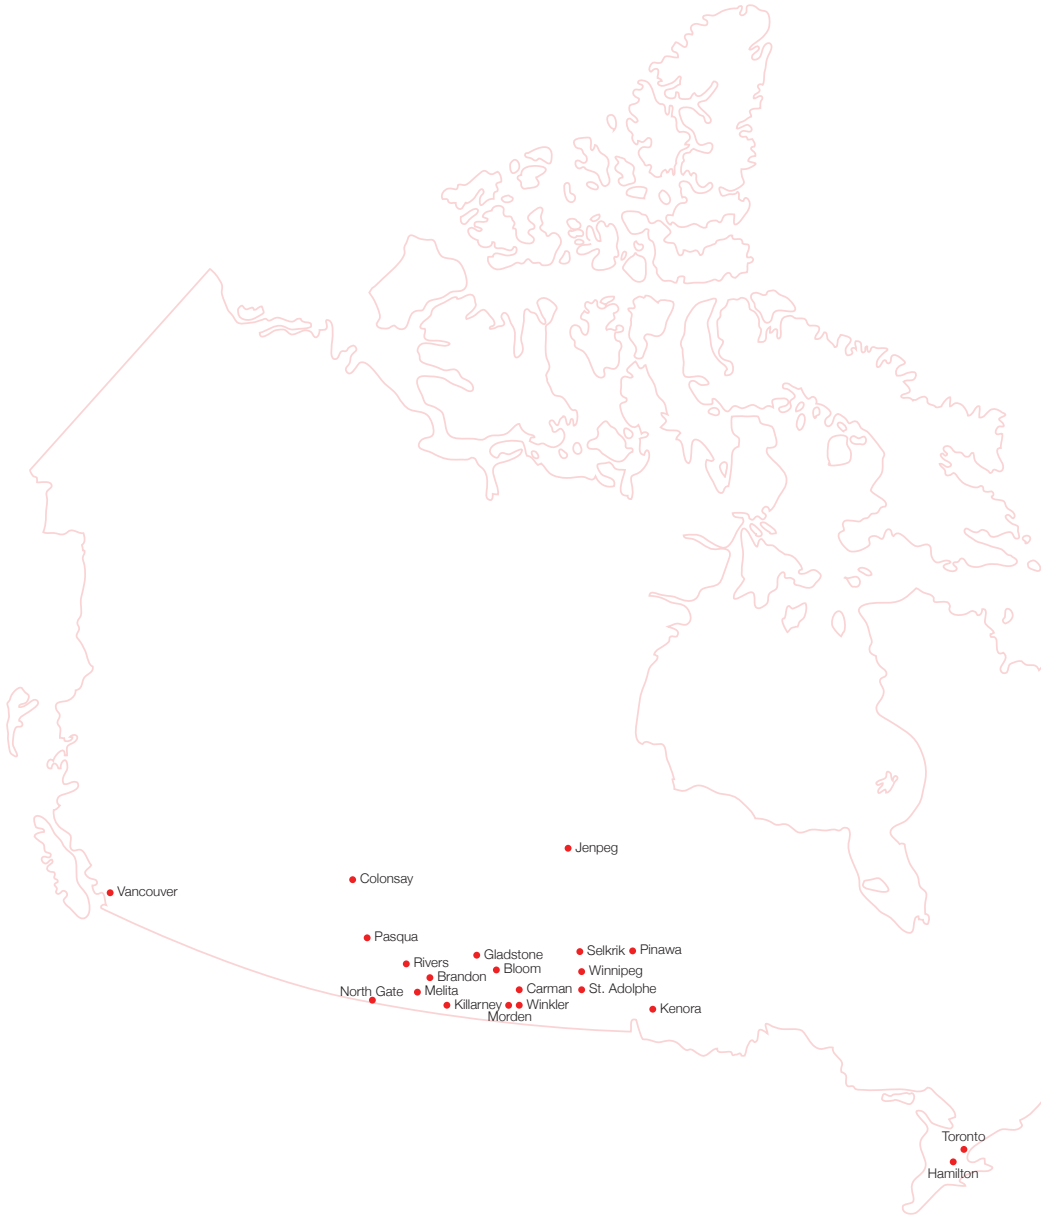 Jenpeg
Colonsay
Vancouver
Pasqua
Selkrik
Pinawa
Gladstone
Rivers
Bloom
Winnipeg
Brandon
North Gate
Melita
Carman
St. Adolphe
Killarney
Winkler
Kenora
Morden
Toronto
Hamilton